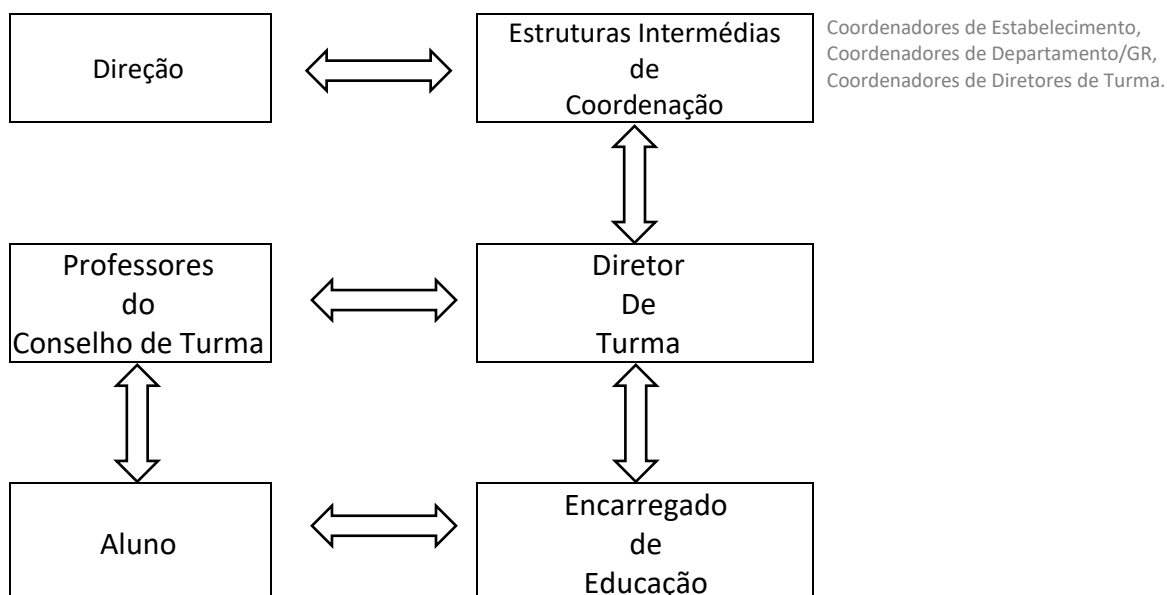 Direção
Estruturas Intermédias
de
Coordenação
Coordenadores de Estabelecimento,
Coordenadores de Departamento/GR,
Coordenadores de Diretores de Turma.
Professores
do
Conselho de Turma
Diretor
De
Turma
Aluno
Encarregado
de
Educação